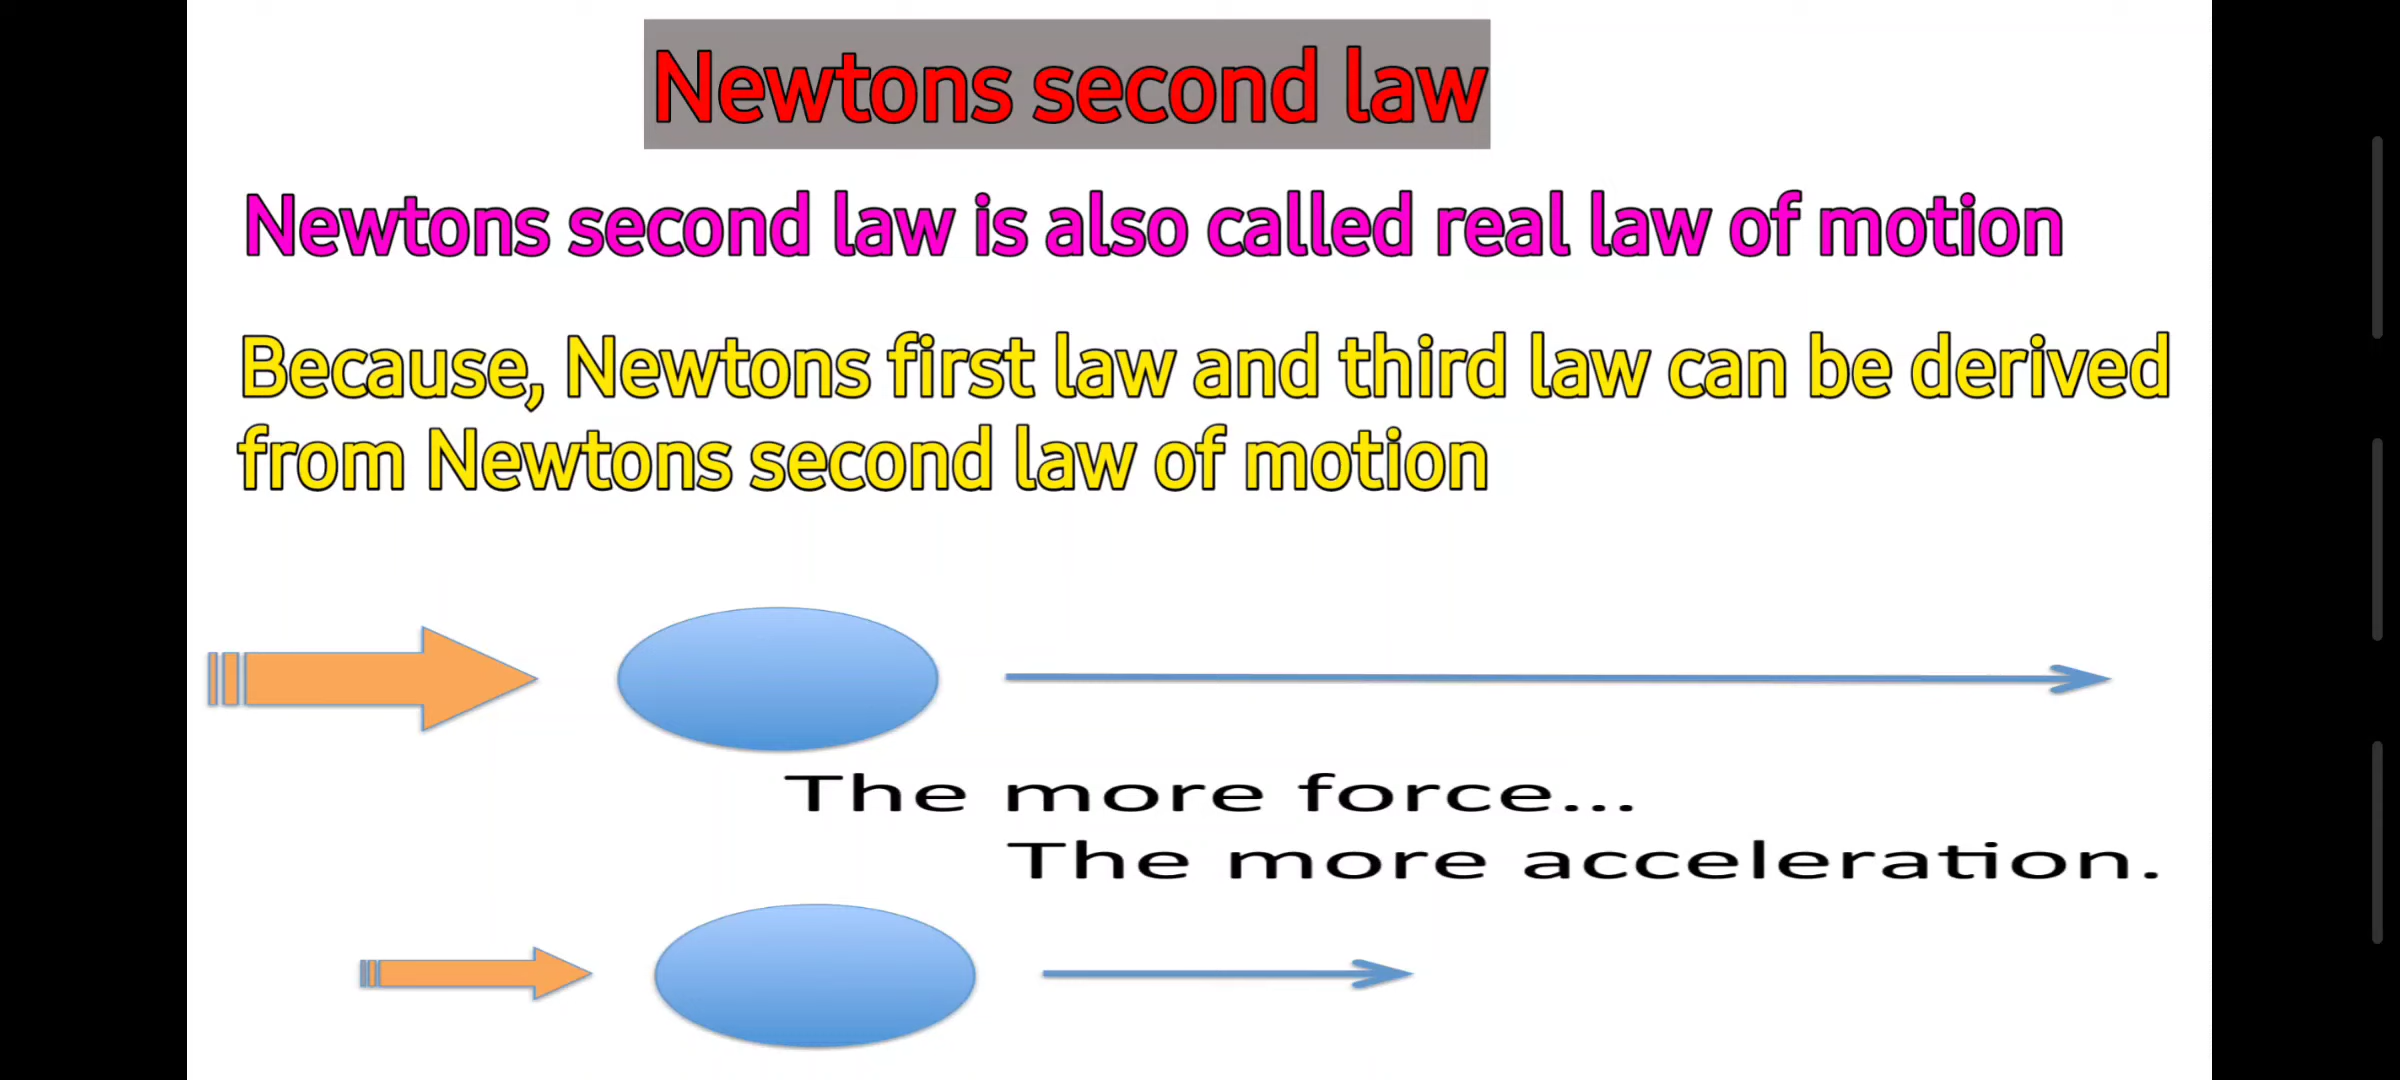 Newtons second law
Newtons second law is also called real law of motion
Because, Newtons first law and third law can be derived
from Newtons second law of motion
The more force...
The more acceleration.